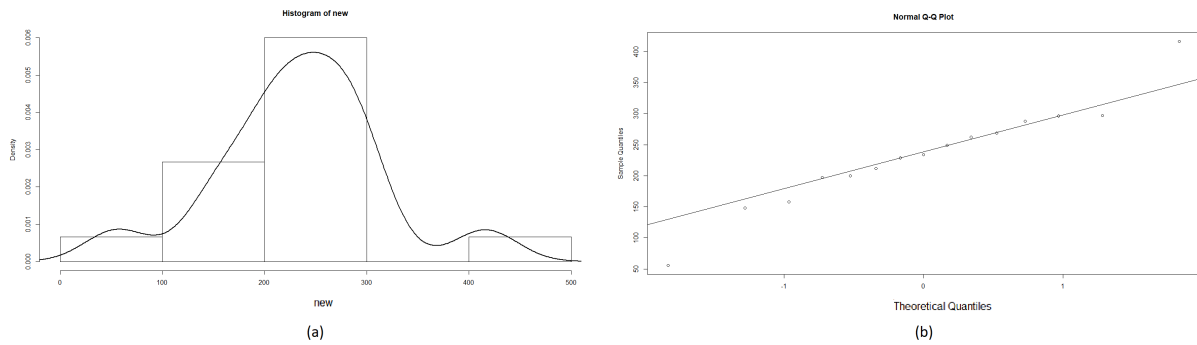 Histogram of new
Density
0.000 0.001 0.002 0.003 0.004 0.005 0.006
0 100 200 300 400 500
new
(a)
Normal Q-Q Plot
Sample Quantiles
50 100 150 200 250 300 350 400
-1 0 1
Theoretical Quantiles
(b)